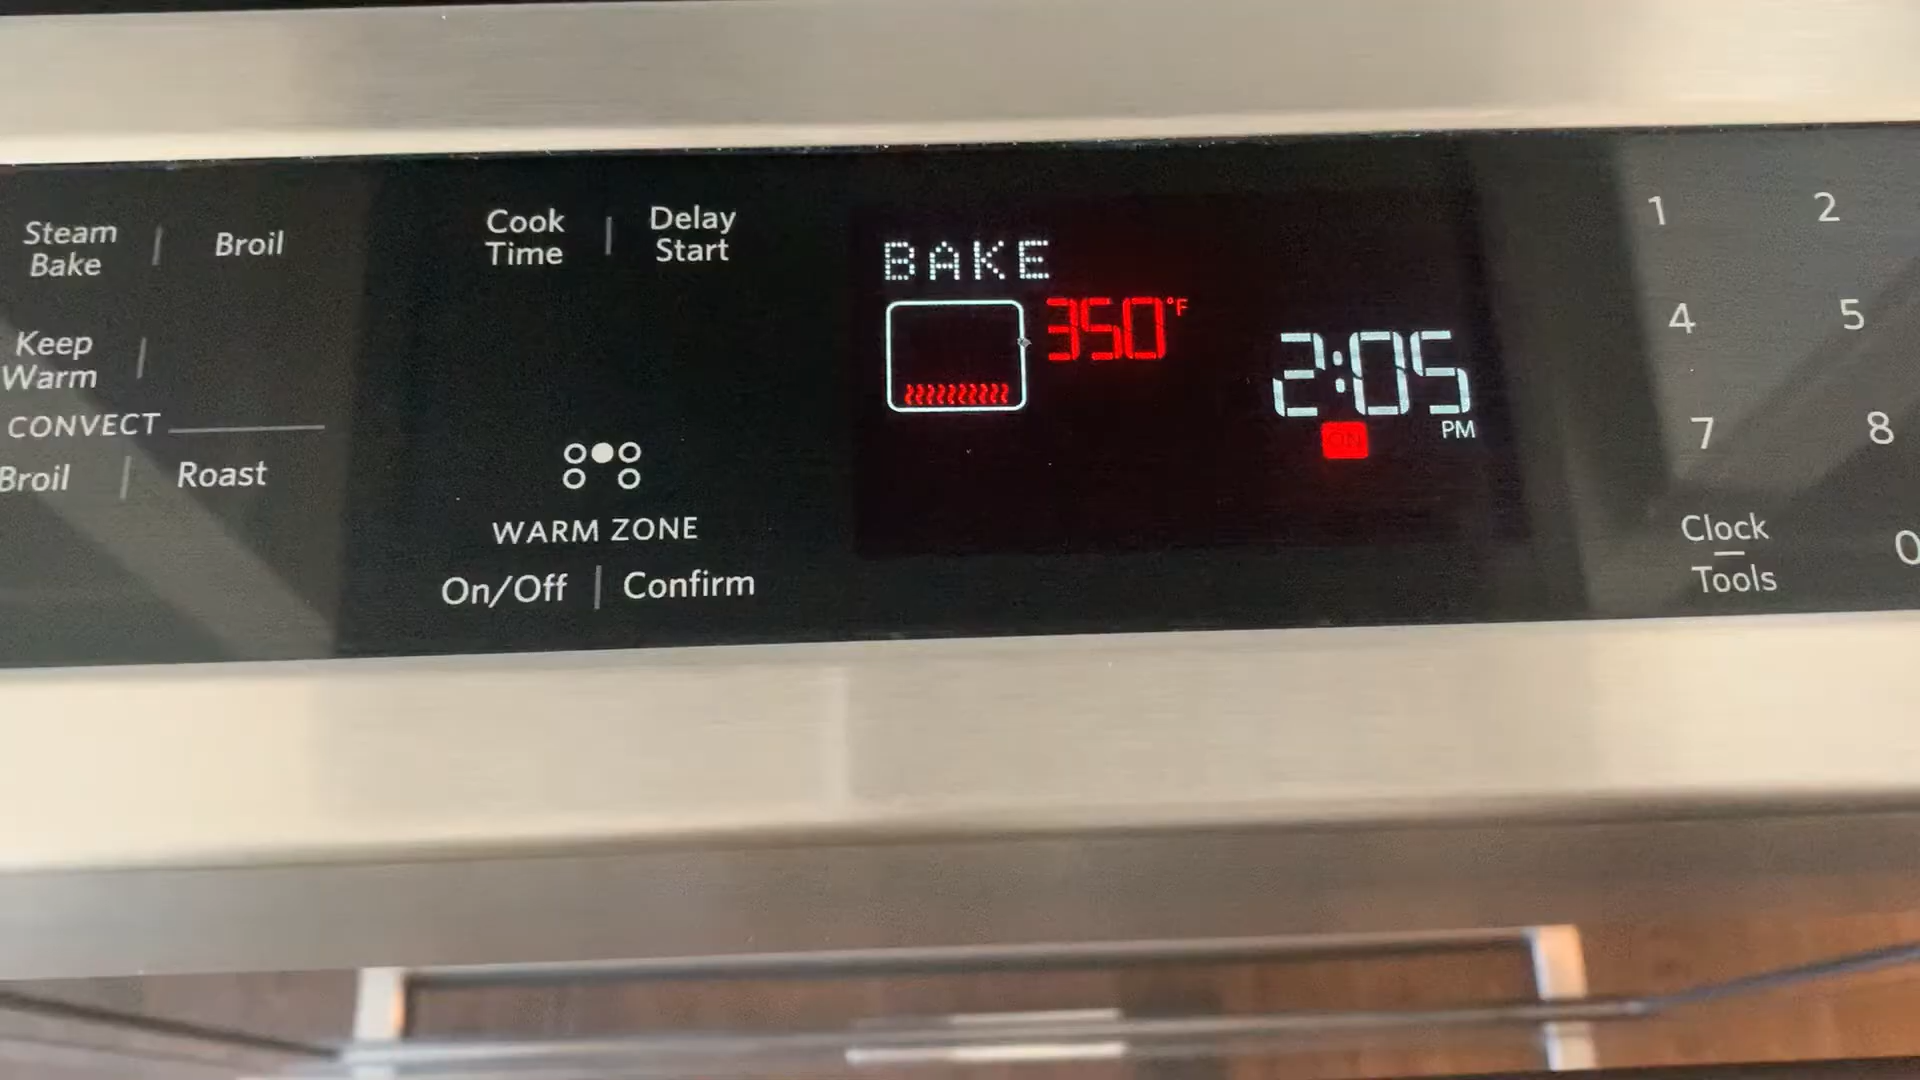 Steam
Bake
Broil
Keep
Warm
CONVECT
Broil
Roast
Cook
Time
Delay
Start
WARM ZONE
On/Off
Confirm
BAKE
350°F
2:05
PM
ON
1
2
4
5
7
8
Clock
Tools
0